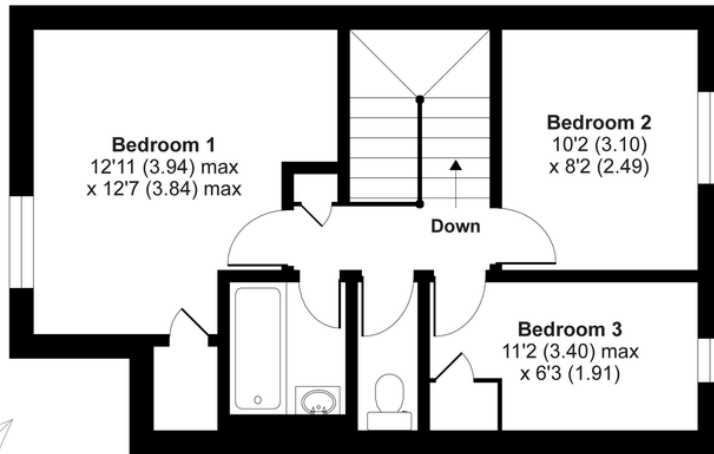 Bedroom 1
12'11 (3.94) max
x 12'7 (3.84) max
Bedroom 2
10'2 (3.10)
x 8'2 (2.49)
Down
Bedroom 3
11'2 (3.40) max
x 6'3 (1.91)